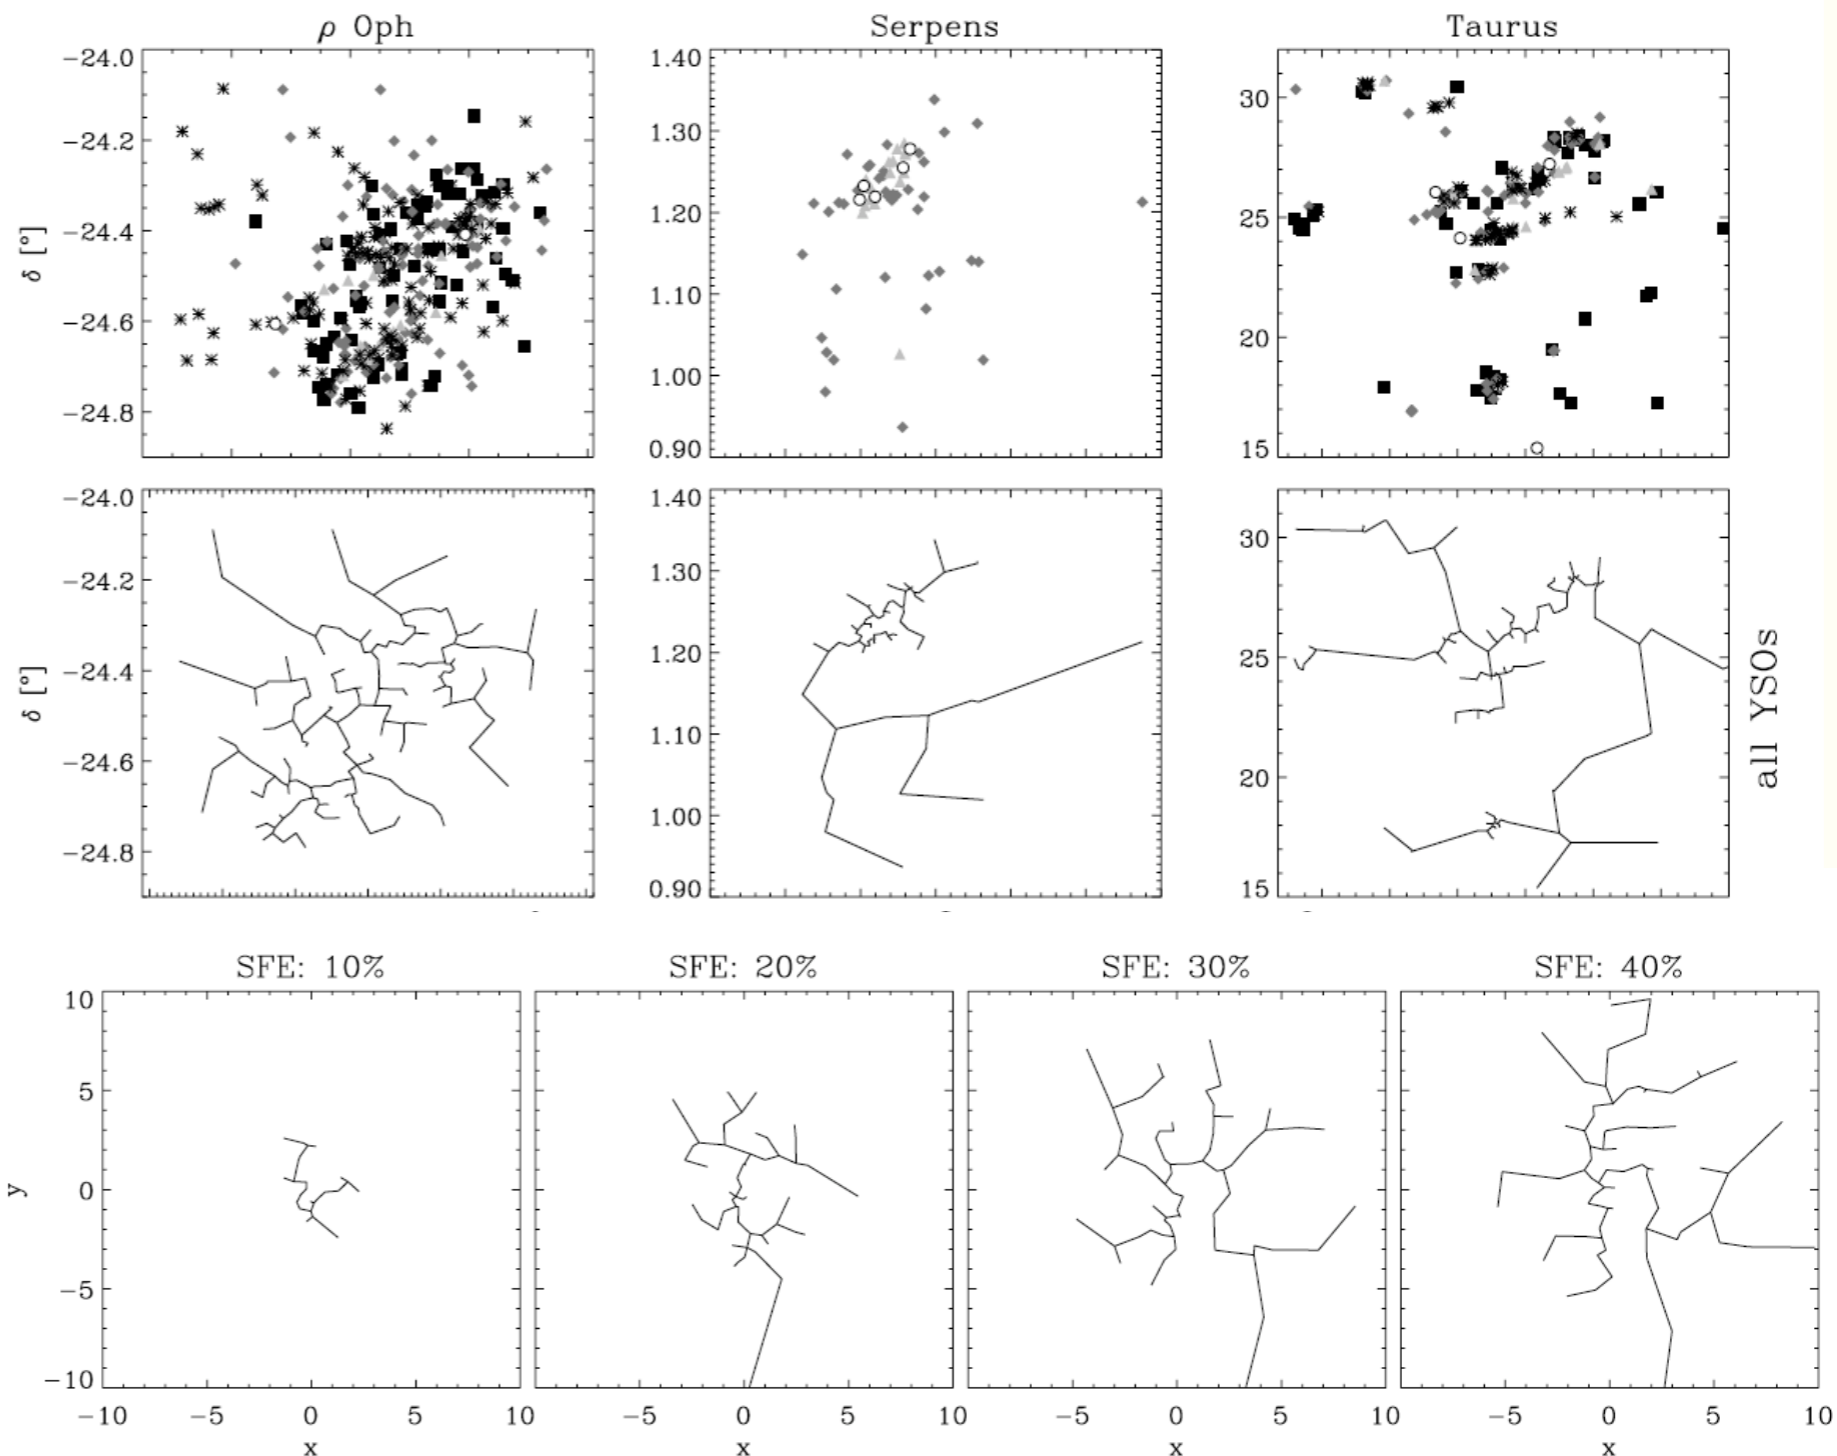 ρ Oph Serpens Taurus
−24.0 1.40
−24.2 1.30 30
−24.4 1.20 25
δ [°]
−24.6 1.10 20
−24.8 1.00
0.90 15
−24.0 1.40
−24.2 1.30 30
−24.4 1.20 25
δ [°] all YSOs
−24.6 1.10 20
−24.8 1.00
0.90 15
SFE: 10% SFE: 20% SFE: 30% SFE: 40%
10
5
y 0
−5
−10
−10 −5 0 5 10 −5 0 5 10 −5 0 5 10 −5 0 5 10
x x x x